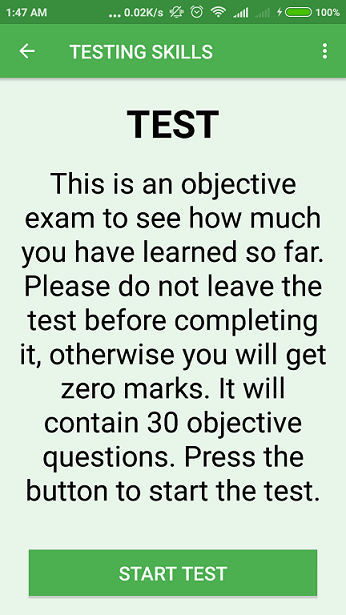 1:47 AM ... 0.02K/s 100%
TESTING SKILLS
TEST
This is an objective
exam to see how much
you have learned so far.
Please do not leave the
test before completing
it, otherwise you will get
zero marks. It will
contain 30 objective
questions. Press the
button to start the test.
START TEST